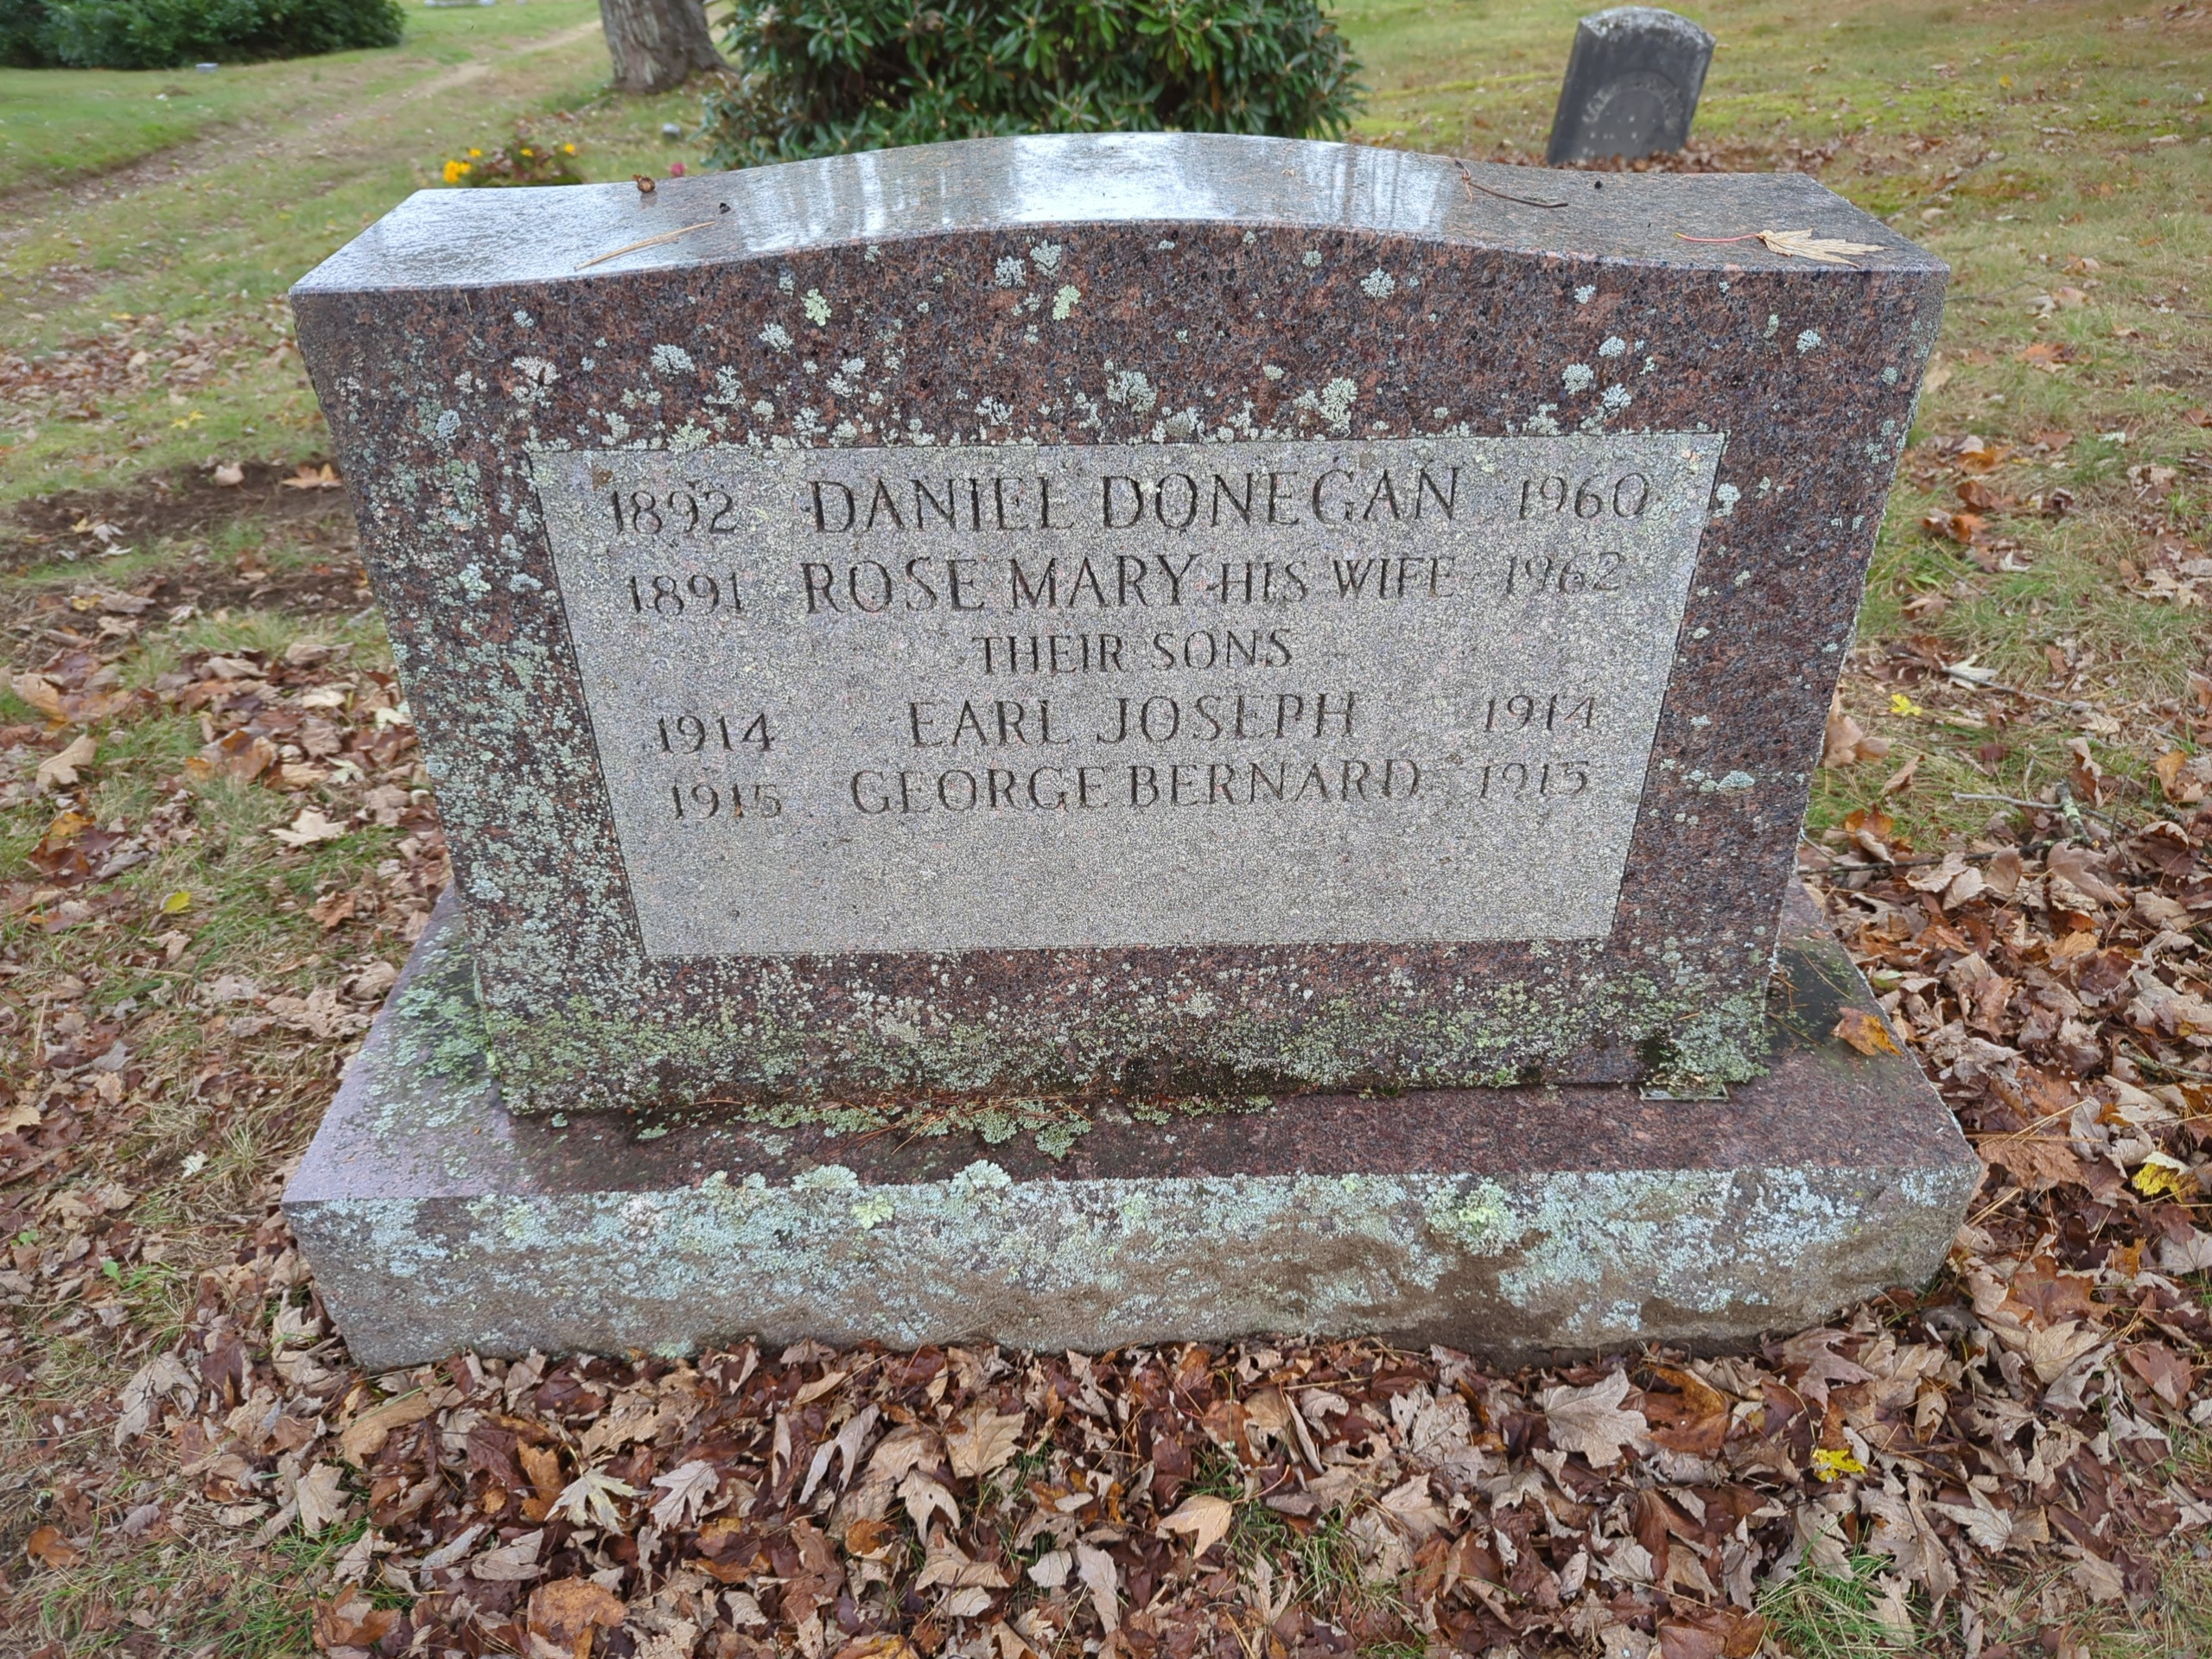 1892 DANIEL DONEGAN 1960
1891 ROSE MARY HIS WIFE 1962
THEIR SONS
1914 EARL JOSEPH 1914
1915 GEORGE BERNARD 1915